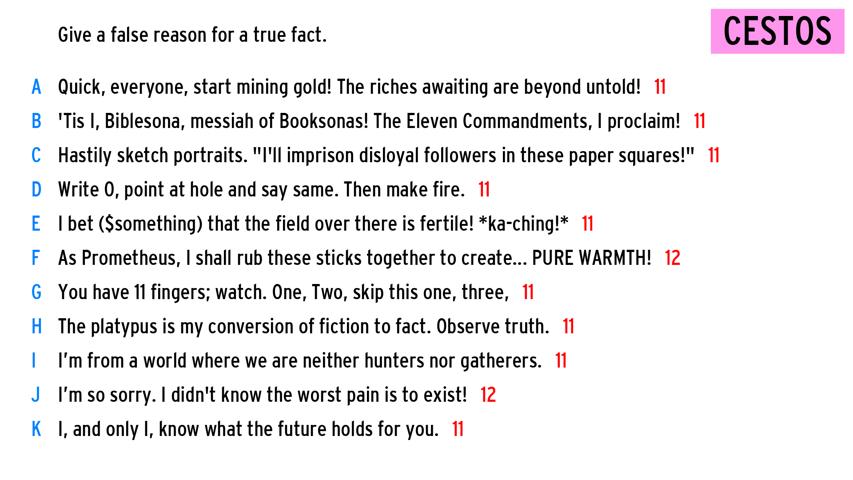 Give a false reason for a true fact.
CESTOS
A Quick, everyone, start mining gold! The riches awaiting are beyond untold! 11
B 'Tis I, Biblesona, messiah of Booksonas! The Eleven Commandments, I proclaim! 11
C Hastily sketch portraits. "I'll imprison disloyal followers in these paper squares!" 11
D Write O, point at hole and say same. Then make fire. 11
E I bet ($something) that the field over there is fertile! *ka-ching!* 11
F As Prometheus, I shall rub these sticks together to create... PURE WARMTH! 12
G You have 11 fingers; watch. One, Two, skip this one, three, 11
H The platypus is my conversion of fiction to fact. Observe truth. 11
I I’m from a world where we are neither hunters nor gatherers. 11
J I’m so sorry. I didn't know the worst pain is to exist! 12
K I, and only I, know what the future holds for you. 11